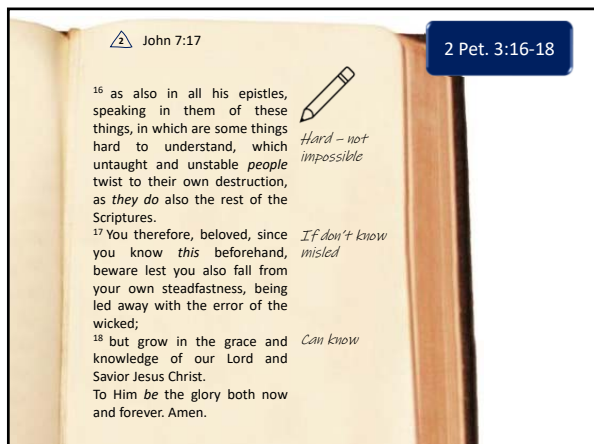 2 John 7:17
2 Pet. 3:16-18
16 as also in all his epistles,
speaking in them of these
things, in which are some things
hard to understand, which
untaught and unstable people
twist to their own destruction,
as they do also the rest of the
Scriptures.
17 You therefore, beloved, since
you know this beforehand,
beware lest you also fall from
your own steadfastness, being
led away with the error of the
wicked;
18 but grow in the grace and
knowledge of our Lord and
Savior Jesus Christ.
To Him be the glory both now
and forever. Amen.
Hard – not
impossible
If don't know
misled
Can know